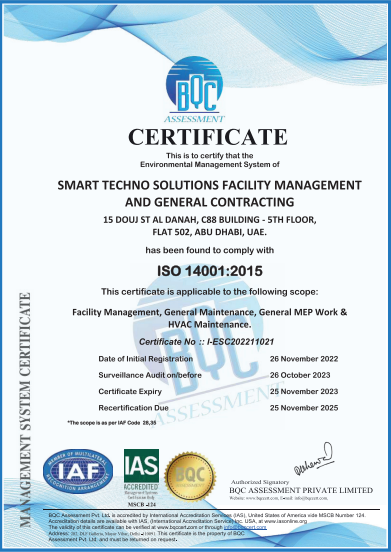 BQC
ASSESSMENT
CERTIFICATE
This is to certify that the
Environmental Management System of
SMART TECHNO SOLUTIONS FACILITY MANAGEMENT
AND GENERAL CONTRACTING
15 DOUJ ST AL DANAH, C88 BUILDING - 5TH FLOOR,
FLAT 502, ABU DHABI, UAE.
has been found to comply with
ISO 14001:2015
This certificate is applicable to the following scope:
Facility Management, General Maintenance, General MEP Work &
HVAC Maintenance.
Certificate No :: I-ESC202211021
Date of Initial Registration 26 November 2022
Surveillance Audit on/before 26 October 2023
Certificate Expiry 25 November 2023
Recertification Due 25 November 2025
*The scope is as per IAF Code 28,35
MANAGEMENT SYSTEM CERTIFICATE
BQC
ASSESSMENT
MEMBER OF MULTILATERAL
IAF
RECOGNITION ARRANGEMENT
IAS
ACCREDITED
Management Systems
Certification Body
MSCB -424
BQC
Authorized Signatory
BQC ASSESSMENT PRIVATE LIMITED
Website: www.bqccert.com, E-mail: info@bqccert.com,
BQC Assessment Pvt. Ltd. is accredited by International Accreditation Services (IAS), United States of America vide MSCB Number 124.
Accreditation details are available with IAS, (International Accreditation Service) Inc. USA, at www.iasonline.org
The validity of this certificate can be verified at www.bqccert.com or through info@bqccert.com
Address: 3rd, Delhi This certificate is the property of BQC
Assessment Pvt. Ltd. and must be returned on request.